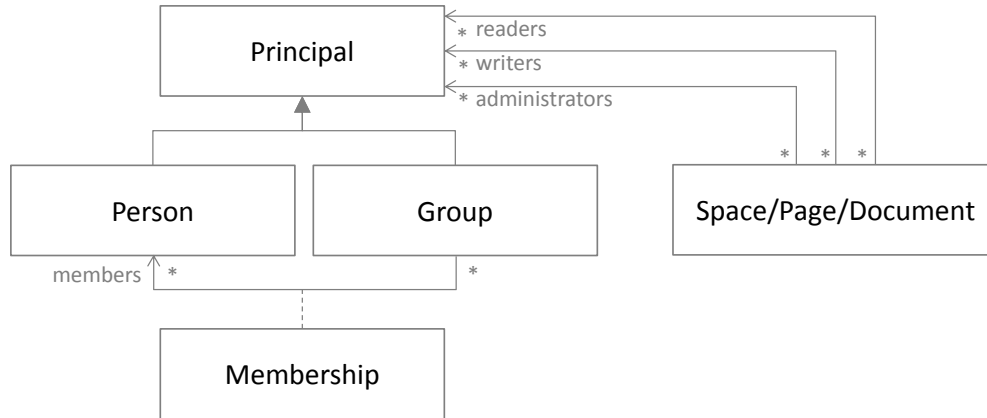 * readers
Principal
* writers
* administrators
* * *
Person
Group
Space/Page/Document
members * *
Membership